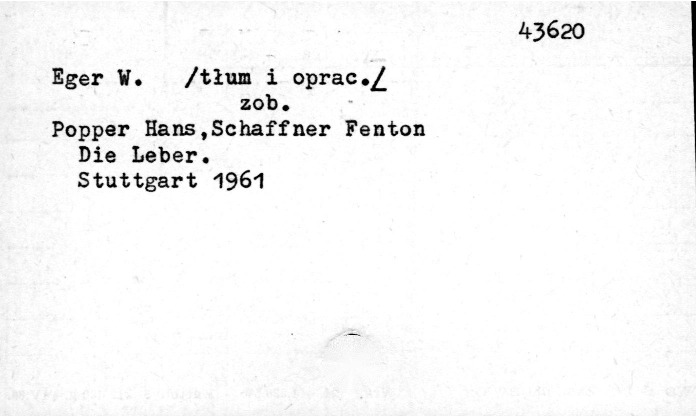 43620
Eger W. /tłum i oprac./
zob.
Popper Hans,Schaffner Fenton
Die Leber.
Stuttgart 1961